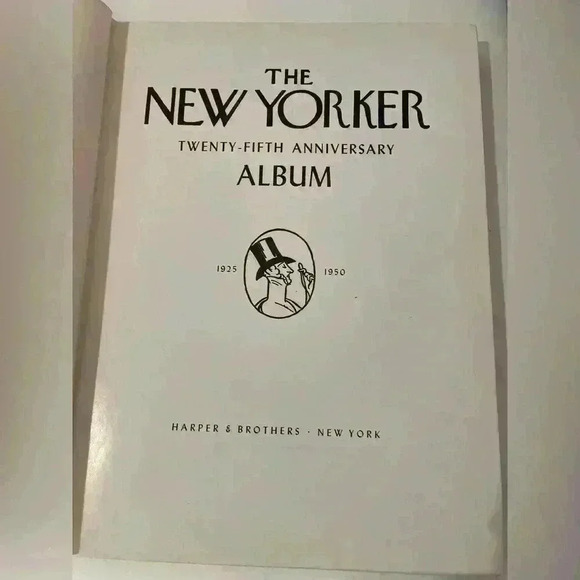 THE
NEW YORKER
TWENTY-FIFTH ANNIVERSARY
ALBUM
1925 1950
HARPER & BROTHERS · NEW YORK